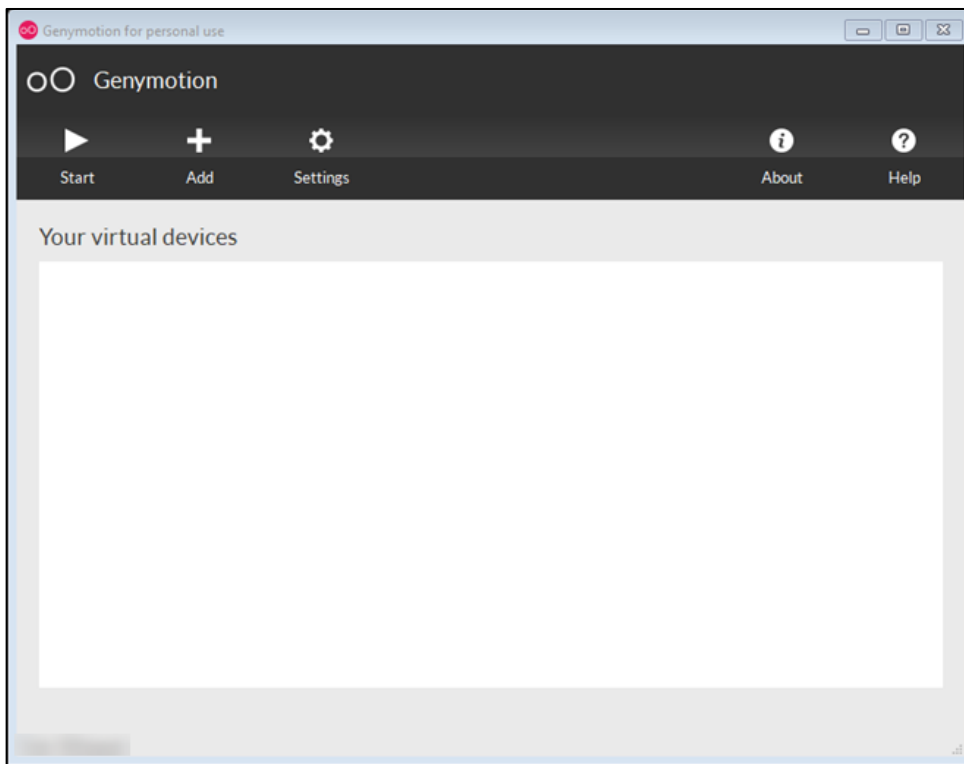 Genymotion for personal use
Genymotion
Start Add Settings About Help
Your virtual devices